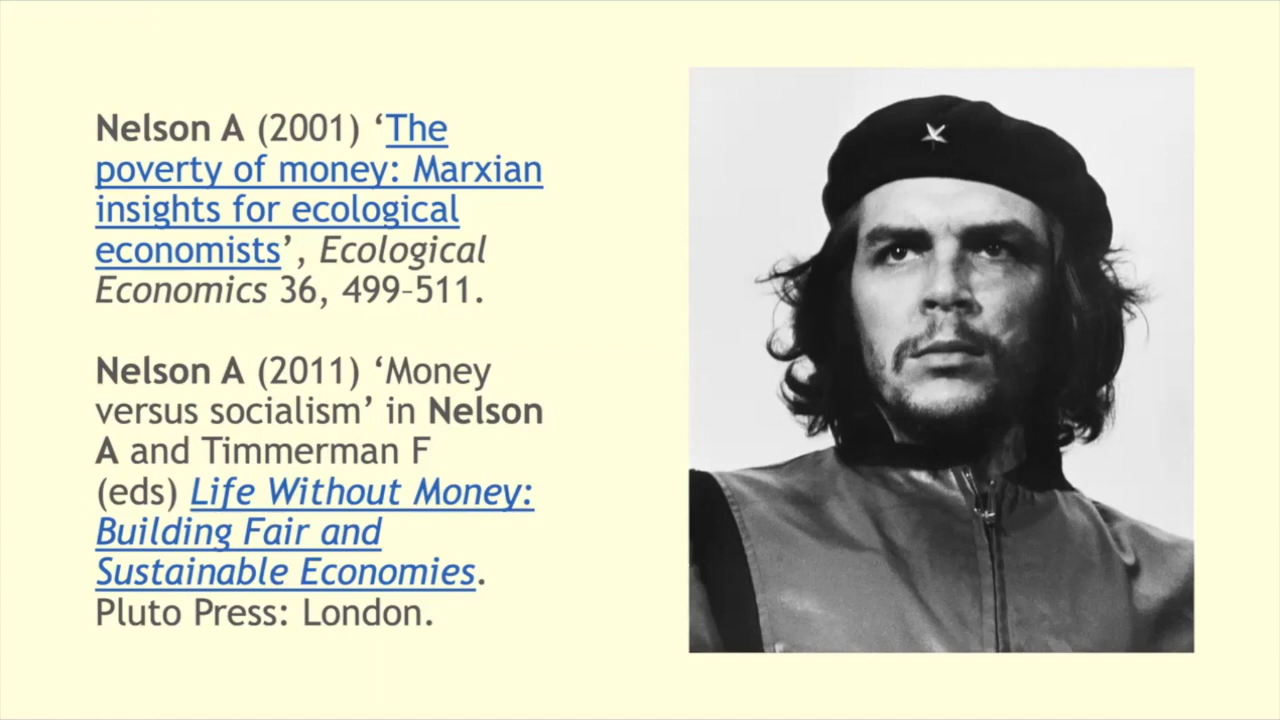 Nelson A (2001) ‘The
poverty of money: Marxian
insights for ecological
economists’, Ecological
Economics 36, 499–511.
Nelson A (2011) ‘Money
versus socialism’ in Nelson
A and Timmerman F
(eds) Life Without Money:
Building Fair and
Sustainable Economies.
Pluto Press: London.